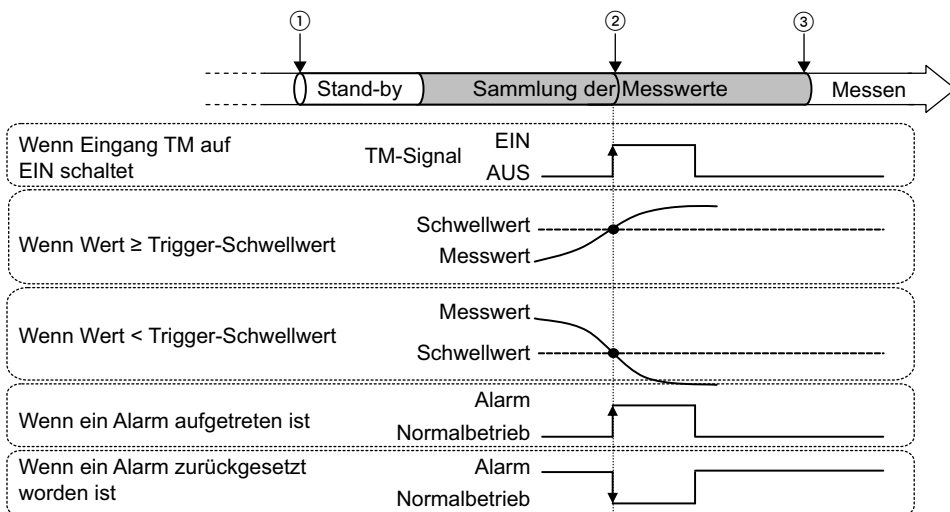 ① ② ③
Stand-by Sammlung der Messwerte Messen
Wenn Eingang TM auf
EIN schaltet
TM-Signal
EIN
AUS
Wenn Wert ≥ Trigger-Schwellwert
Schwellwert
Messwert
Wenn Wert < Trigger-Schwellwert
Messwert
Schwellwert
Wenn ein Alarm aufgetreten ist
Alarm
Normalbetrieb
Wenn ein Alarm zurückgesetzt
worden ist
Alarm
Normalbetrieb